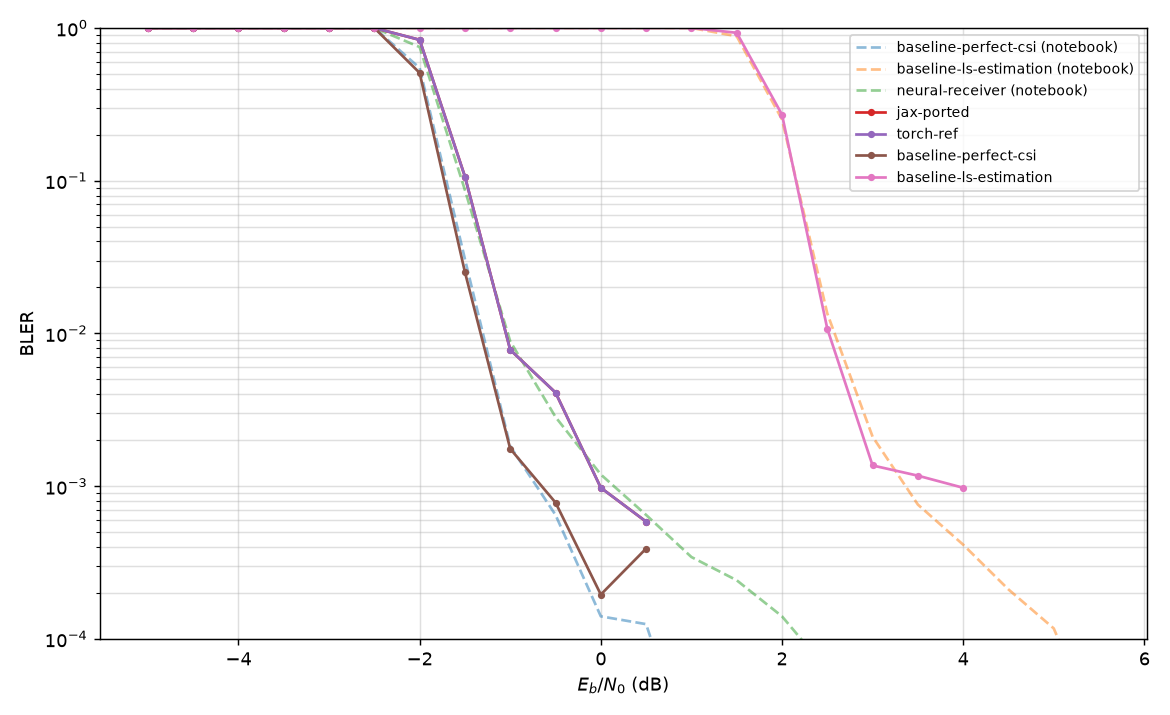 10⁰
10⁻¹
10⁻²
10⁻³
10⁻⁴
BLER
−4
−2
0
2
4
6
E_b/N_0 (dB)
baseline-perfect-csi (notebook)
baseline-ls-estimation (notebook)
neural-receiver (notebook)
jax-ported
torch-ref
baseline-perfect-csi
baseline-ls-estimation